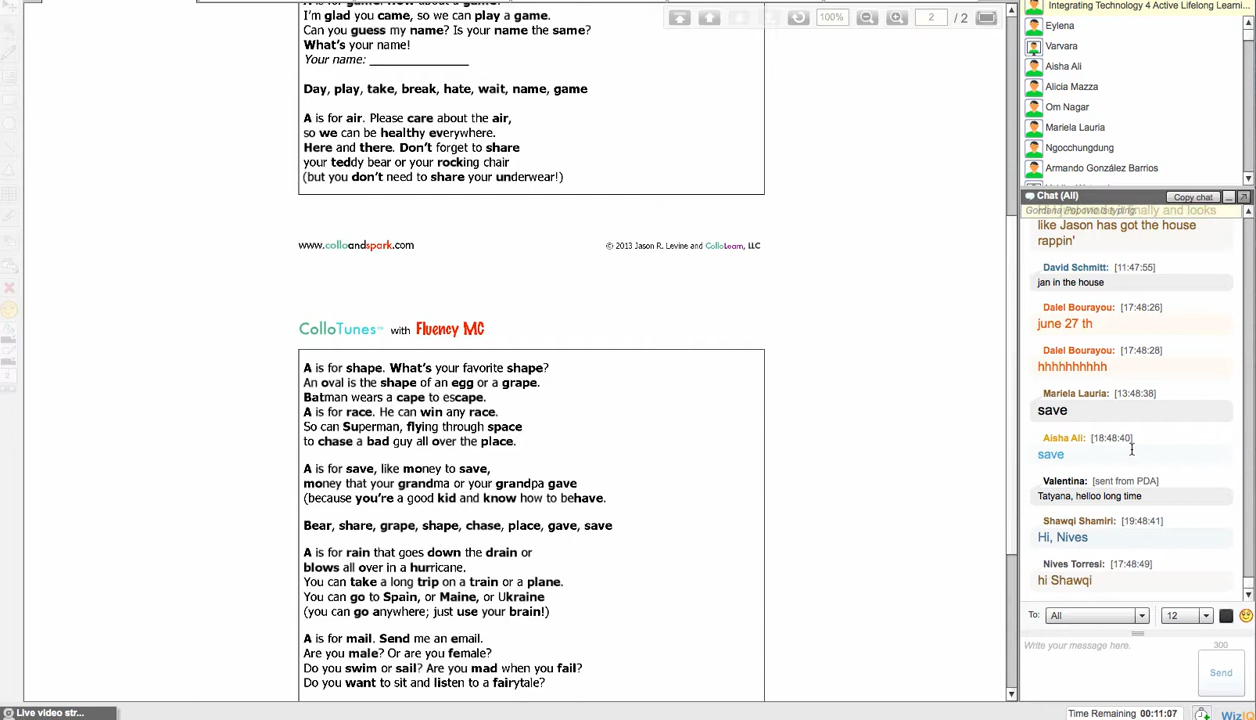 A is for game. How about a game!
I'm glad you came, so we can play a game.
Can you guess my name? Is your name the same?
What's your name!
Your name: _______________
Day, play, take, break, hate, wait, name, game
A is for air. Please care about the air,
so we can be healthy everywhere.
Here and there. Don't forget to share
your teddy bear or your rocking chair
(but you don't need to share your underwear!)
www.colloandspark.com
© 2013 Jason R. Levine and ColloLearn, LLC
ColloTunes™ with Fluency MC
A is for shape. What's your favorite shape?
An oval is the shape of an egg or a grape.
Batman wears a cape to escape.
A is for race. He can win any race.
So can Superman, flying through space
to chase a bad guy all over the place.
A is for save, like money to save,
money that your grandma or your grandpa gave
(because you're a good kid and know how to behave.
Bear, share, grape, shape, chase, place, gave, save
A is for rain that goes down the drain or
blows all over in a hurricane.
You can take a long trip on a train or a plane.
You can go to Spain, or Maine, or Ukraine
(you can go anywhere; just use your brain!)
A is for mail. Send me an email.
Are you male? Or are you female?
Do you swim or sail? Are you mad when you fail?
Do you want to sit and listen to a fairytale?
100%
2 / 2
Integrating Technology 4 Active Lifelong Learni...
Eylena
Varvara
Aisha Ali
Alicia Mazza
Om Nagar
Mariela Lauria
Ngocchungdung
Armando González Barrios
Chat (All)
Copy chat
like Jason has got the house
rappin'
David Schmitt: [11:47:55]
jan in the house
Dalel Bourayou: [17:48:26]
june 27 th
Dalel Bourayou: [17:48:28]
hhhhhhhhhh
Mariela Lauria: [13:48:38]
save
Aisha Ali: [18:48:40]
save
Valentina: [sent from PDA]
Tatyana, helloo long time
Shawqi Shamiri: [19:48:41]
Hi, Nives
Nives Torresi: [17:48:49]
hi Shawqi
To: All 12
Write your message here. 300
Send
Live video str...
Time Remaining 00:11:07
WizIQ